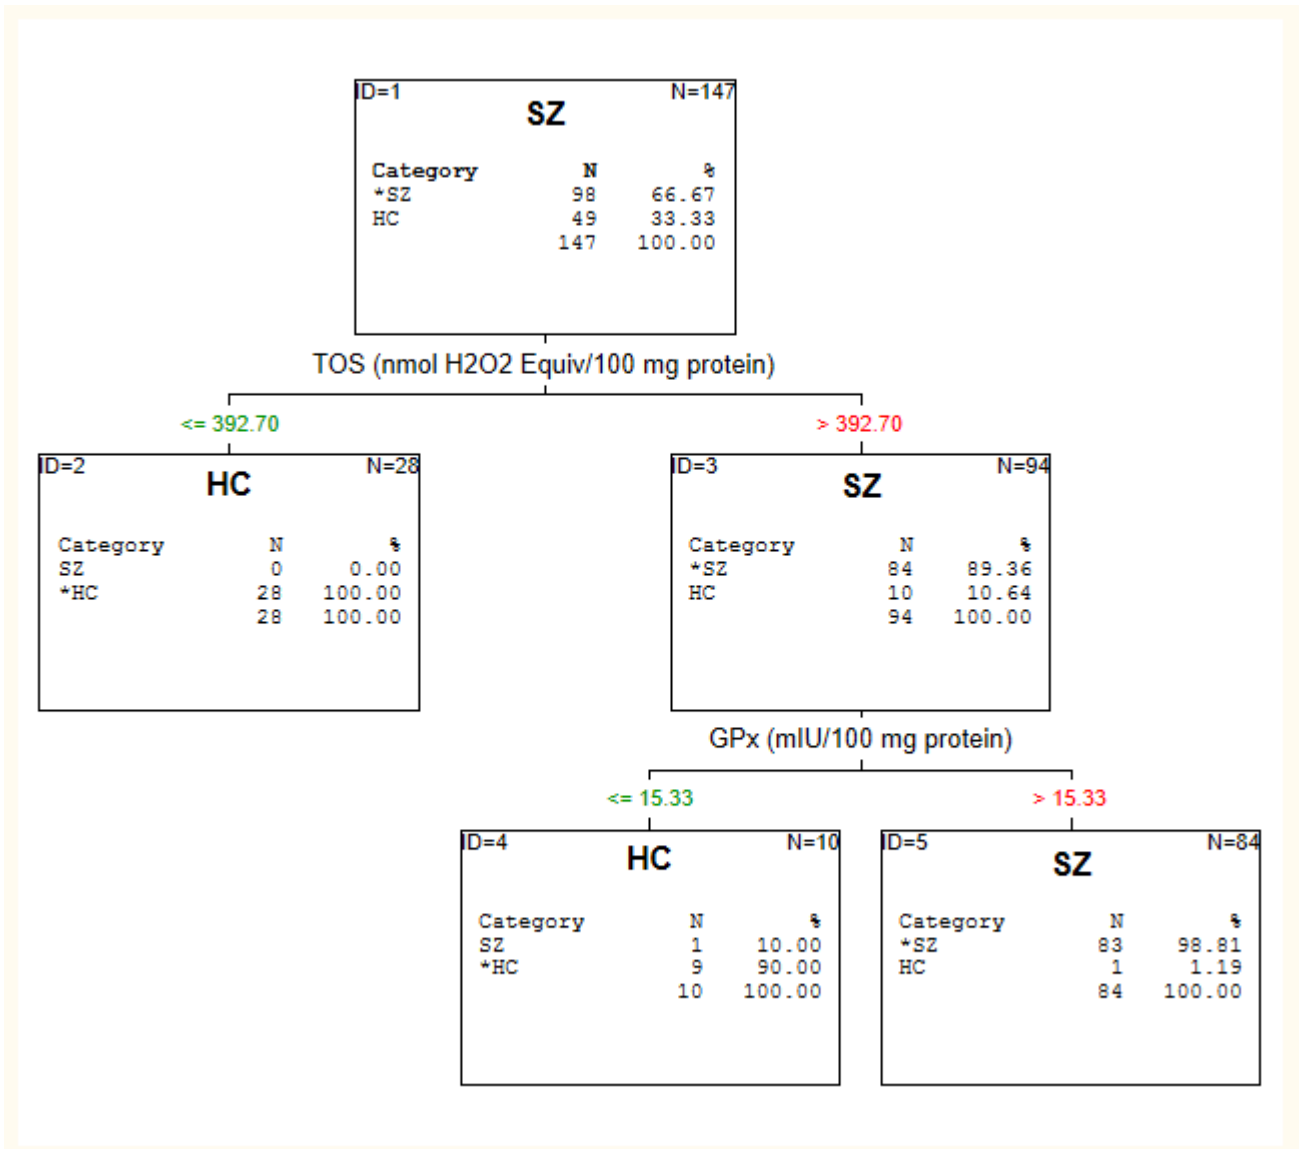 ID=1 N=147
SZ
Category N %
*SZ 98 66.67
HC 49 33.33
147 100.00
TOS (nmol H2O2 Equiv/100 mg protein)
<= 392.70
> 392.70
ID=2 N=28
HC
Category N %
SZ 0 0.00
*HC 28 100.00
28 100.00
ID=3 N=94
SZ
Category N %
*SZ 84 89.36
HC 10 10.64
94 100.00
GPx (mIU/100 mg protein)
<= 15.33
> 15.33
ID=4 N=10
HC
Category N %
SZ 1 10.00
*HC 9 90.00
10 100.00
ID=5 N=84
SZ
Category N %
*SZ 83 98.81
HC 1 1.19
84 100.00